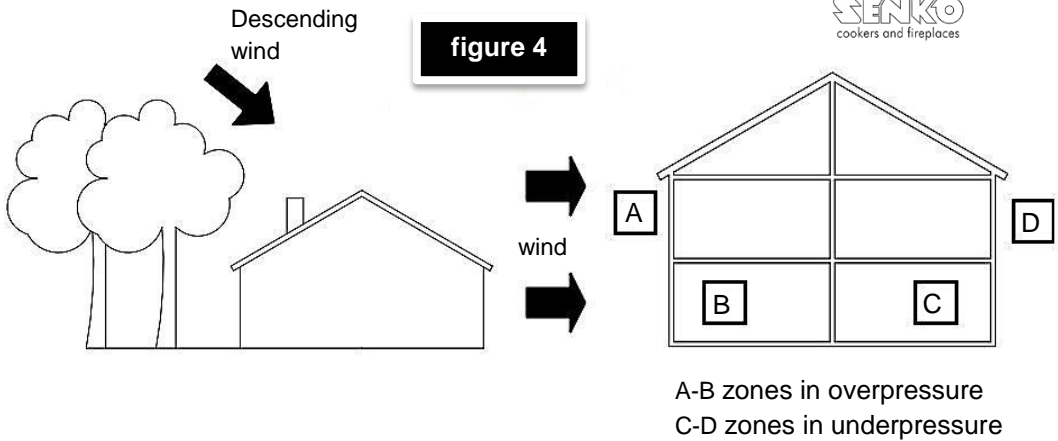 Descending
wind
figure 4
SENKO
cookers and fireplaces
A
wind
B
C
D
A-B zones in overpressure
C-D zones in underpressure